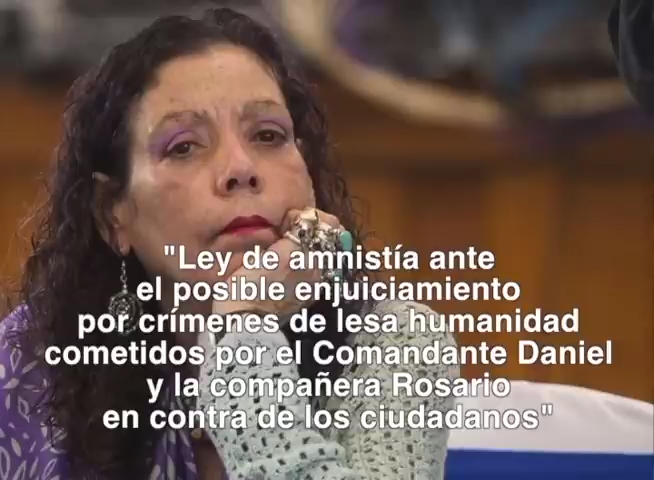 "Ley de amnistía ante
el posible enjuiciamiento
por crímenes de lesa humanidad
cometidos por el Comandante Daniel
y la compañera Rosario
en contra de los ciudadanos"